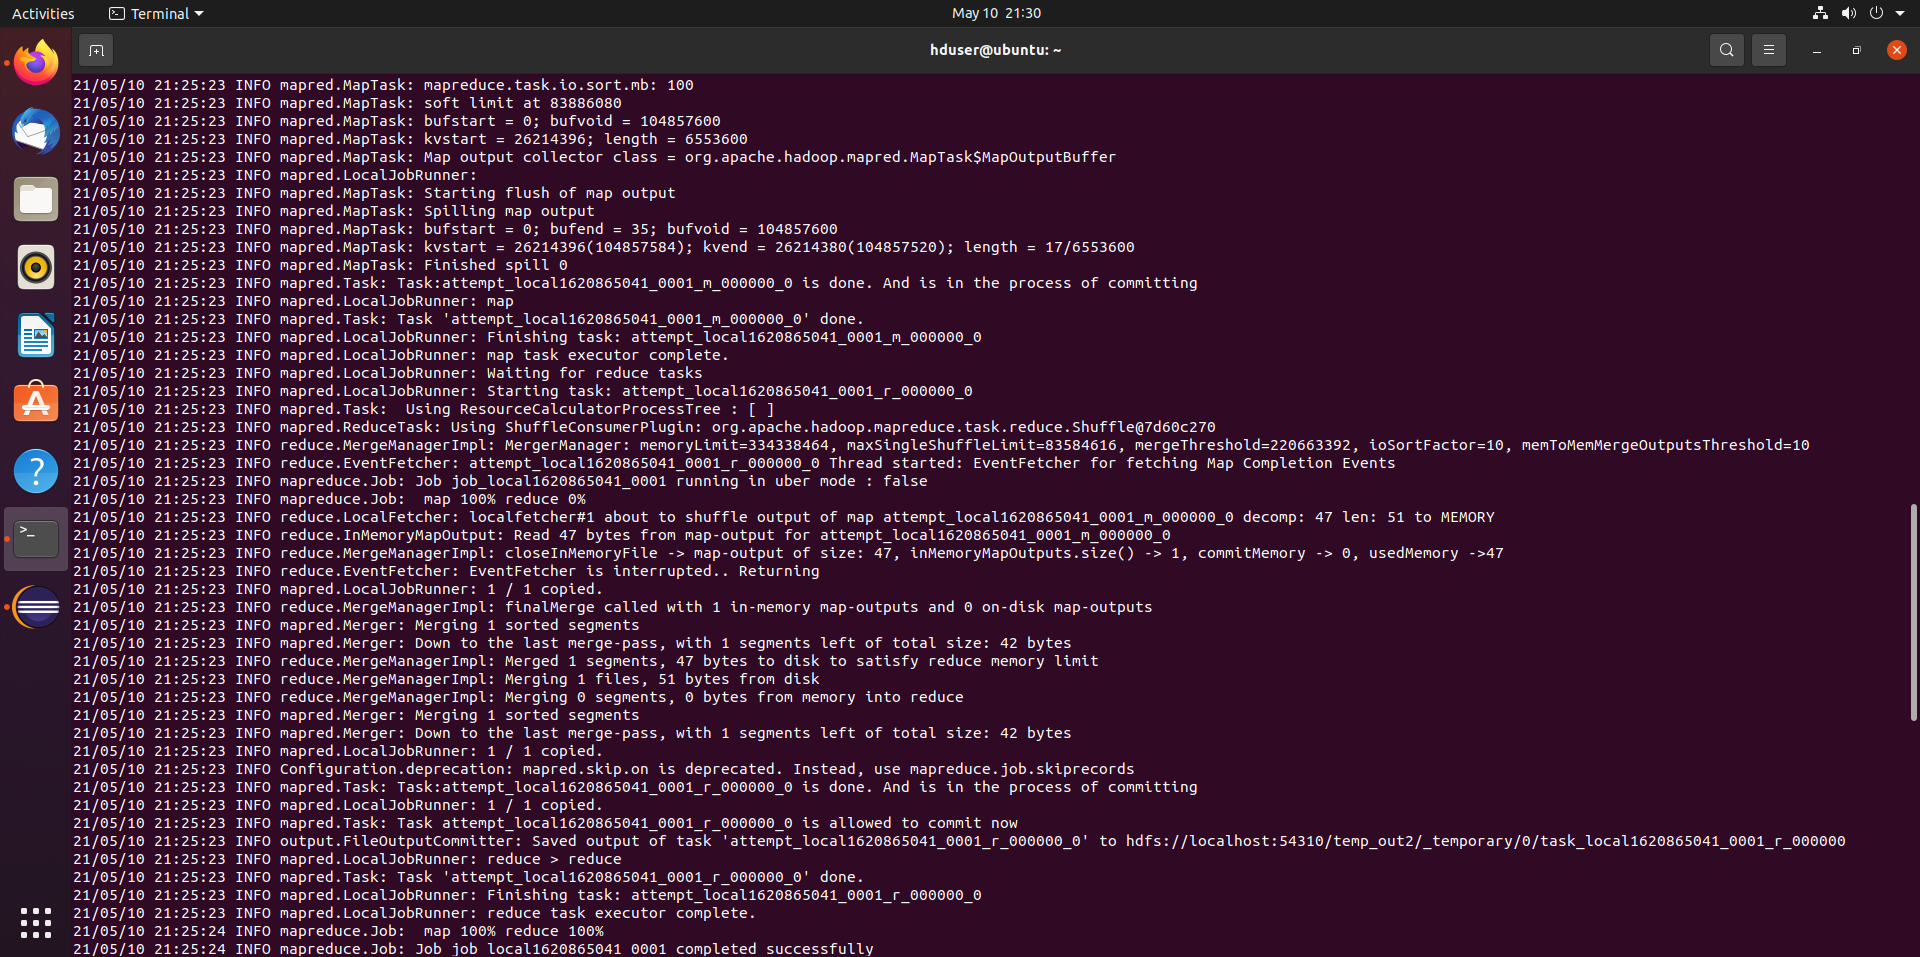 Activities
Terminal
May 10 21:30
hduser@ubuntu: ~
21/05/10 21:25:23 INFO mapred.MapTask: mapreduce.task.io.sort.mb: 100
21/05/10 21:25:23 INFO mapred.MapTask: soft limit at 83886080
21/05/10 21:25:23 INFO mapred.MapTask: bufstart = 0; bufvoid = 104857600
21/05/10 21:25:23 INFO mapred.MapTask: kvstart = 26214396; length = 6553600
21/05/10 21:25:23 INFO mapred.MapTask: Map output collector class = org.apache.hadoop.mapred.MapTask$MapOutputBuffer
21/05/10 21:25:23 INFO mapred.LocalJobRunner:
21/05/10 21:25:23 INFO mapred.MapTask: Starting flush of map output
21/05/10 21:25:23 INFO mapred.MapTask: Spilling map output
21/05/10 21:25:23 INFO mapred.MapTask: bufstart = 0; bufend = 35; bufvoid = 104857600
21/05/10 21:25:23 INFO mapred.MapTask: kvstart = 26214396(104857584); kvend = 26214380(104857520); length = 17/6553600
21/05/10 21:25:23 INFO mapred.MapTask: Finished spill 0
21/05/10 21:25:23 INFO mapred.Task: Task:attempt_local1620865041_0001_m_000000_0 is done. And is in the process of committing
21/05/10 21:25:23 INFO mapred.LocalJobRunner: map
21/05/10 21:25:23 INFO mapred.Task: Task 'attempt_local1620865041_0001_m_000000_0' done.
21/05/10 21:25:23 INFO mapred.LocalJobRunner: Finishing task: attempt_local1620865041_0001_m_000000_0
21/05/10 21:25:23 INFO mapred.LocalJobRunner: map task executor complete.
21/05/10 21:25:23 INFO mapred.LocalJobRunner: Waiting for reduce tasks
21/05/10 21:25:23 INFO mapred.LocalJobRunner: Starting task: attempt_local1620865041_0001_r_000000_0
21/05/10 21:25:23 INFO mapred.Task:  Using ResourceCalculatorProcessTree : [ ]
21/05/10 21:25:23 INFO mapred.ReduceTask: Using ShuffleConsumerPlugin: org.apache.hadoop.mapreduce.task.reduce.Shuffle@7d60c270
21/05/10 21:25:23 INFO reduce.MergeManagerImpl: MergerManager: memoryLimit=334338464, maxSingleShuffleLimit=83584616, mergeThreshold=220663392, ioSortFactor=10, memToMemMergeOutputsThreshold=10
21/05/10 21:25:23 INFO reduce.EventFetcher: attempt_local1620865041_0001_r_000000_0 Thread started: EventFetcher for fetching Map Completion Events
21/05/10 21:25:23 INFO mapreduce.Job: Job job_local1620865041_0001 running in uber mode : false
21/05/10 21:25:23 INFO mapreduce.Job:  map 100% reduce 0%
21/05/10 21:25:23 INFO reduce.LocalFetcher: localfetcher#1 about to shuffle output of map attempt_local1620865041_0001_m_000000_0 decomp: 47 len: 51 to MEMORY
21/05/10 21:25:23 INFO reduce.InMemoryMapOutput: Read 47 bytes from map-output for attempt_local1620865041_0001_m_000000_0
21/05/10 21:25:23 INFO reduce.MergeManagerImpl: closeInMemoryFile -> map-output of size: 47, inMemoryMapOutputs.size() -> 1, commitMemory -> 0, usedMemory ->47
21/05/10 21:25:23 INFO reduce.EventFetcher: EventFetcher is interrupted.. Returning
21/05/10 21:25:23 INFO mapred.LocalJobRunner: 1 / 1 copied.
21/05/10 21:25:23 INFO reduce.MergeManagerImpl: finalMerge called with 1 in-memory map-outputs and 0 on-disk map-outputs
21/05/10 21:25:23 INFO mapred.Merger: Merging 1 sorted segments
21/05/10 21:25:23 INFO mapred.Merger: Down to the last merge-pass, with 1 segments left of total size: 42 bytes
21/05/10 21:25:23 INFO reduce.MergeManagerImpl: Merged 1 segments, 47 bytes to disk to satisfy reduce memory limit
21/05/10 21:25:23 INFO reduce.MergeManagerImpl: Merging 1 files, 51 bytes from disk
21/05/10 21:25:23 INFO reduce.MergeManagerImpl: Merging 0 segments, 0 bytes from memory into reduce
21/05/10 21:25:23 INFO mapred.Merger: Merging 1 sorted segments
21/05/10 21:25:23 INFO mapred.Merger: Down to the last merge-pass, with 1 segments left of total size: 42 bytes
21/05/10 21:25:23 INFO mapred.LocalJobRunner: 1 / 1 copied.
21/05/10 21:25:23 INFO Configuration.deprecation: mapred.skip.on is deprecated. Instead, use mapreduce.job.skiprecords
21/05/10 21:25:23 INFO mapred.Task: Task:attempt_local1620865041_0001_r_000000_0 is done. And is in the process of committing
21/05/10 21:25:23 INFO mapred.LocalJobRunner: 1 / 1 copied.
21/05/10 21:25:23 INFO mapred.Task: Task attempt_local1620865041_0001_r_000000_0 is allowed to commit now
21/05/10 21:25:23 INFO output.FileOutputCommitter: Saved output of task 'attempt_local1620865041_0001_r_000000_0' to hdfs://localhost:54310/temp_out2/_temporary/0/task_local1620865041_0001_r_000000
21/05/10 21:25:23 INFO mapred.LocalJobRunner: reduce > reduce
21/05/10 21:25:23 INFO mapred.Task: Task 'attempt_local1620865041_0001_r_000000_0' done.
21/05/10 21:25:23 INFO mapred.LocalJobRunner: Finishing task: attempt_local1620865041_0001_r_000000_0
21/05/10 21:25:23 INFO mapred.LocalJobRunner: reduce task executor complete.
21/05/10 21:25:24 INFO mapreduce.Job:  map 100% reduce 100%
21/05/10 21:25:24 INFO mapreduce.Job: Job job_local1620865041_0001 completed successfully